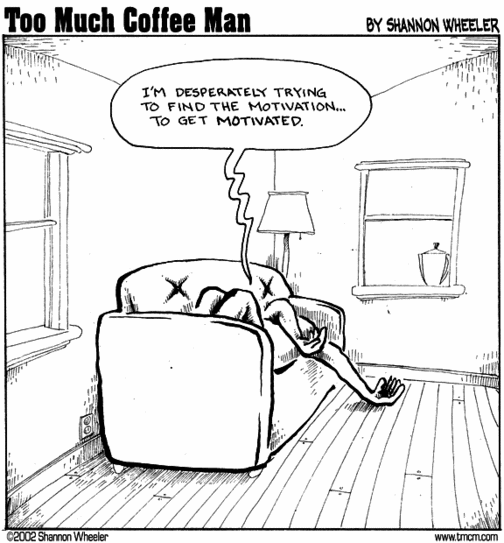 Too Much Coffee Man
BY SHANNON WHEELER
I'M DESPERATELY TRYING
TO FIND THE MOTIVATION...
TO GET MOTIVATED.
©2002 Shannon Wheeler
www.tmcm.com